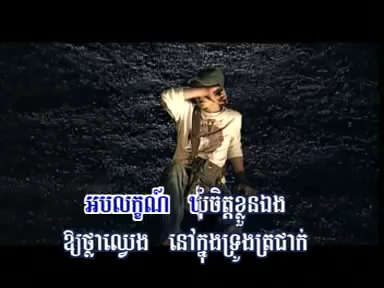 អបលក្ខណ៍ ឃុំចិត្តខ្លួនឯង
ឱ្យថ្លាឈ្វេង នៅក្នុងទ្រូងត្រជាក់